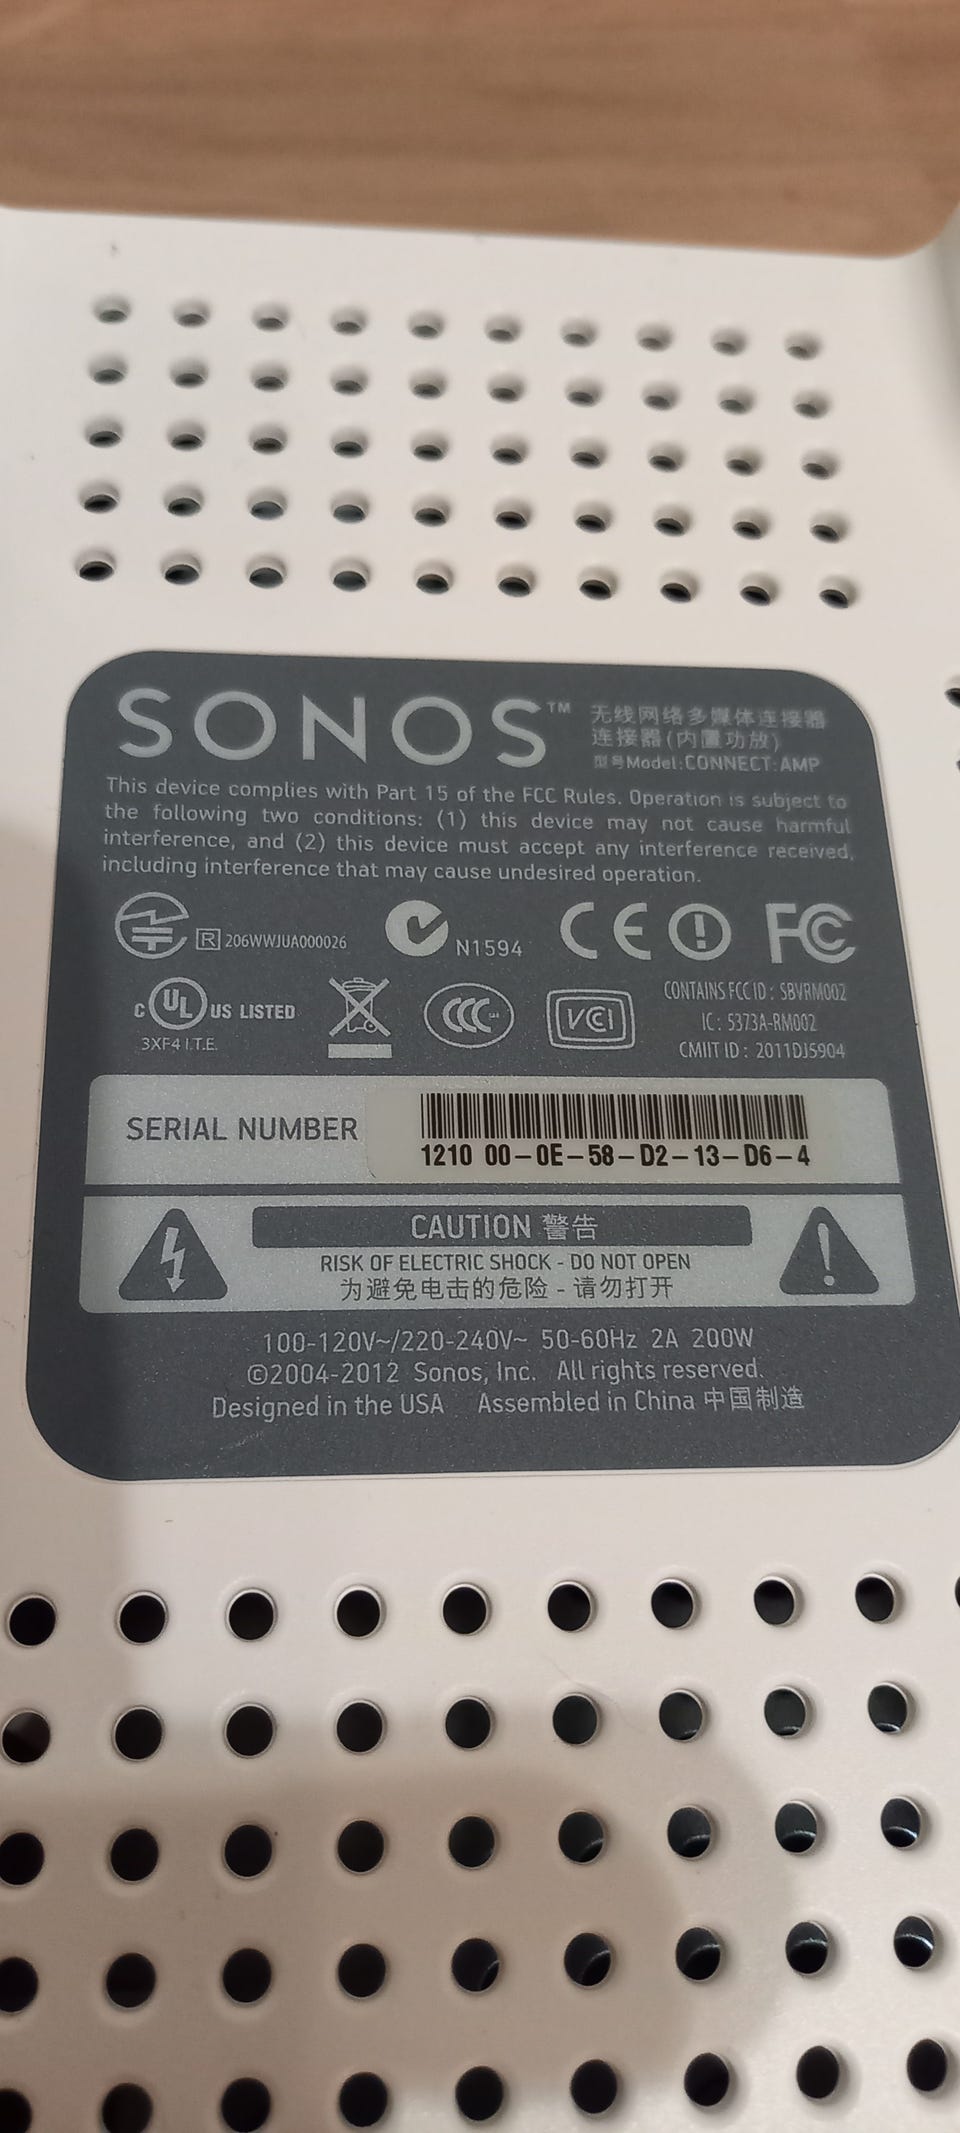 SONOS™
无线网络多媒体连接器
连接器(内置功放)
型号Model:CONNECT:AMP
This device complies with Part 15 of the FCC Rules. Operation is subject to
the following two conditions: (1) this device may not cause harmful
interference, and (2) this device must accept any interference received,
including interference that may cause undesired operation.
R 206WWJUA000026
N1594
CE
FC
C UL US LISTED
3XF4 I.T.E.
CCC
VCCI
CONTAINS FCC ID : SBVRM002
IC : 5373A-RM002
CMIIT ID : 2011DJ5904
SERIAL NUMBER
1210 00-0E-58-D2-13-D6-4
CAUTION 警告
RISK OF ELECTRIC SHOCK - DO NOT OPEN
为避免电击的危险 - 请勿打开
100-120V~/220-240V~ 50-60Hz 2A 200W
©2004-2012 Sonos, Inc. All rights reserved.
Designed in the USA Assembled in China 中国制造